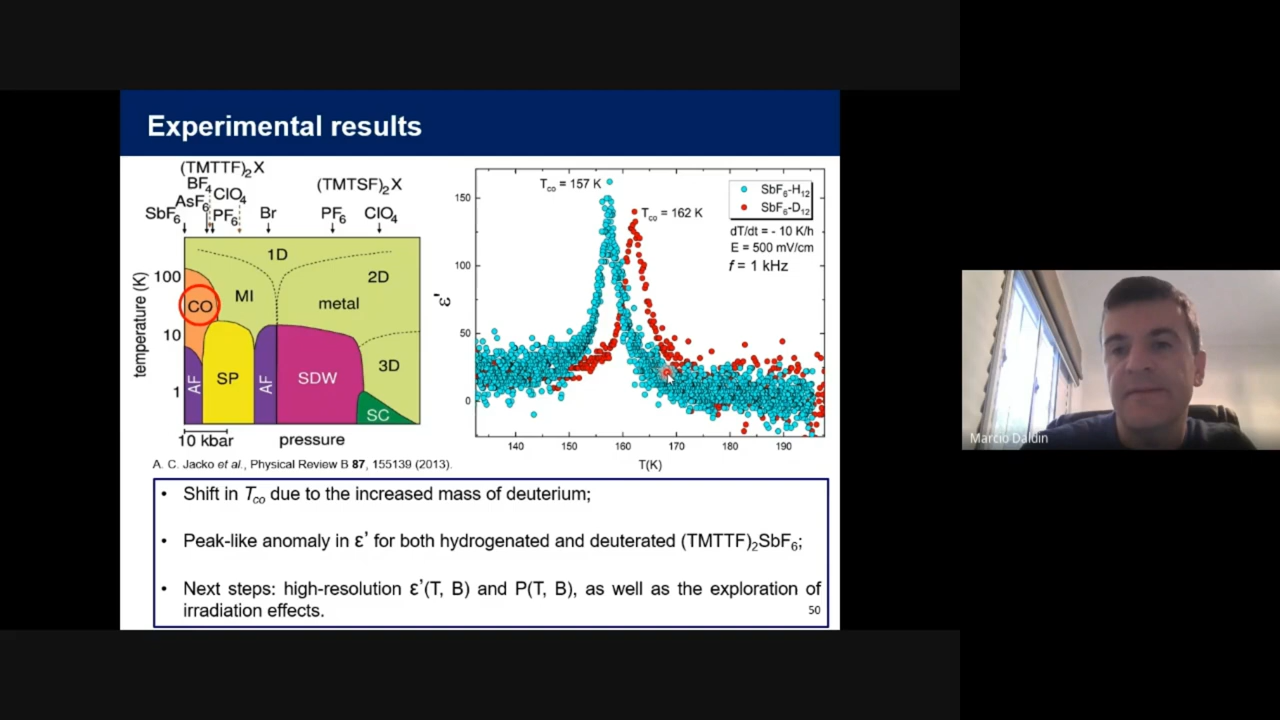 Experimental results
(TMTTF)2X
BF4
AsF6 ClO4
SbF6 PF6 Br
(TMTSF)2X
PF6 ClO4
temperature (K)
100
10
1
1D
2D
CO
MI
metal
3D
AF
SP
AF
SDW
SC
10 kbar
pressure
A. C. Jacko et al., Physical Review B 87, 155139 (2013).
Tco = 157 K
Tco = 162 K
SbF6-H12
SbF6-D12
dT/dt = - 10 K/h
E = 500 mV/cm
f = 1 kHz
ε'
150
100
50
0
140 150 160 170 180 190
T(K)
• Shift in Tco due to the increased mass of deuterium;
• Peak-like anomaly in ε' for both hydrogenated and deuterated (TMTTF)2SbF6;
• Next steps: high-resolution ε'(T, B) and P(T, B), as well as the exploration of
irradiation effects.
50
Marcio Daldin